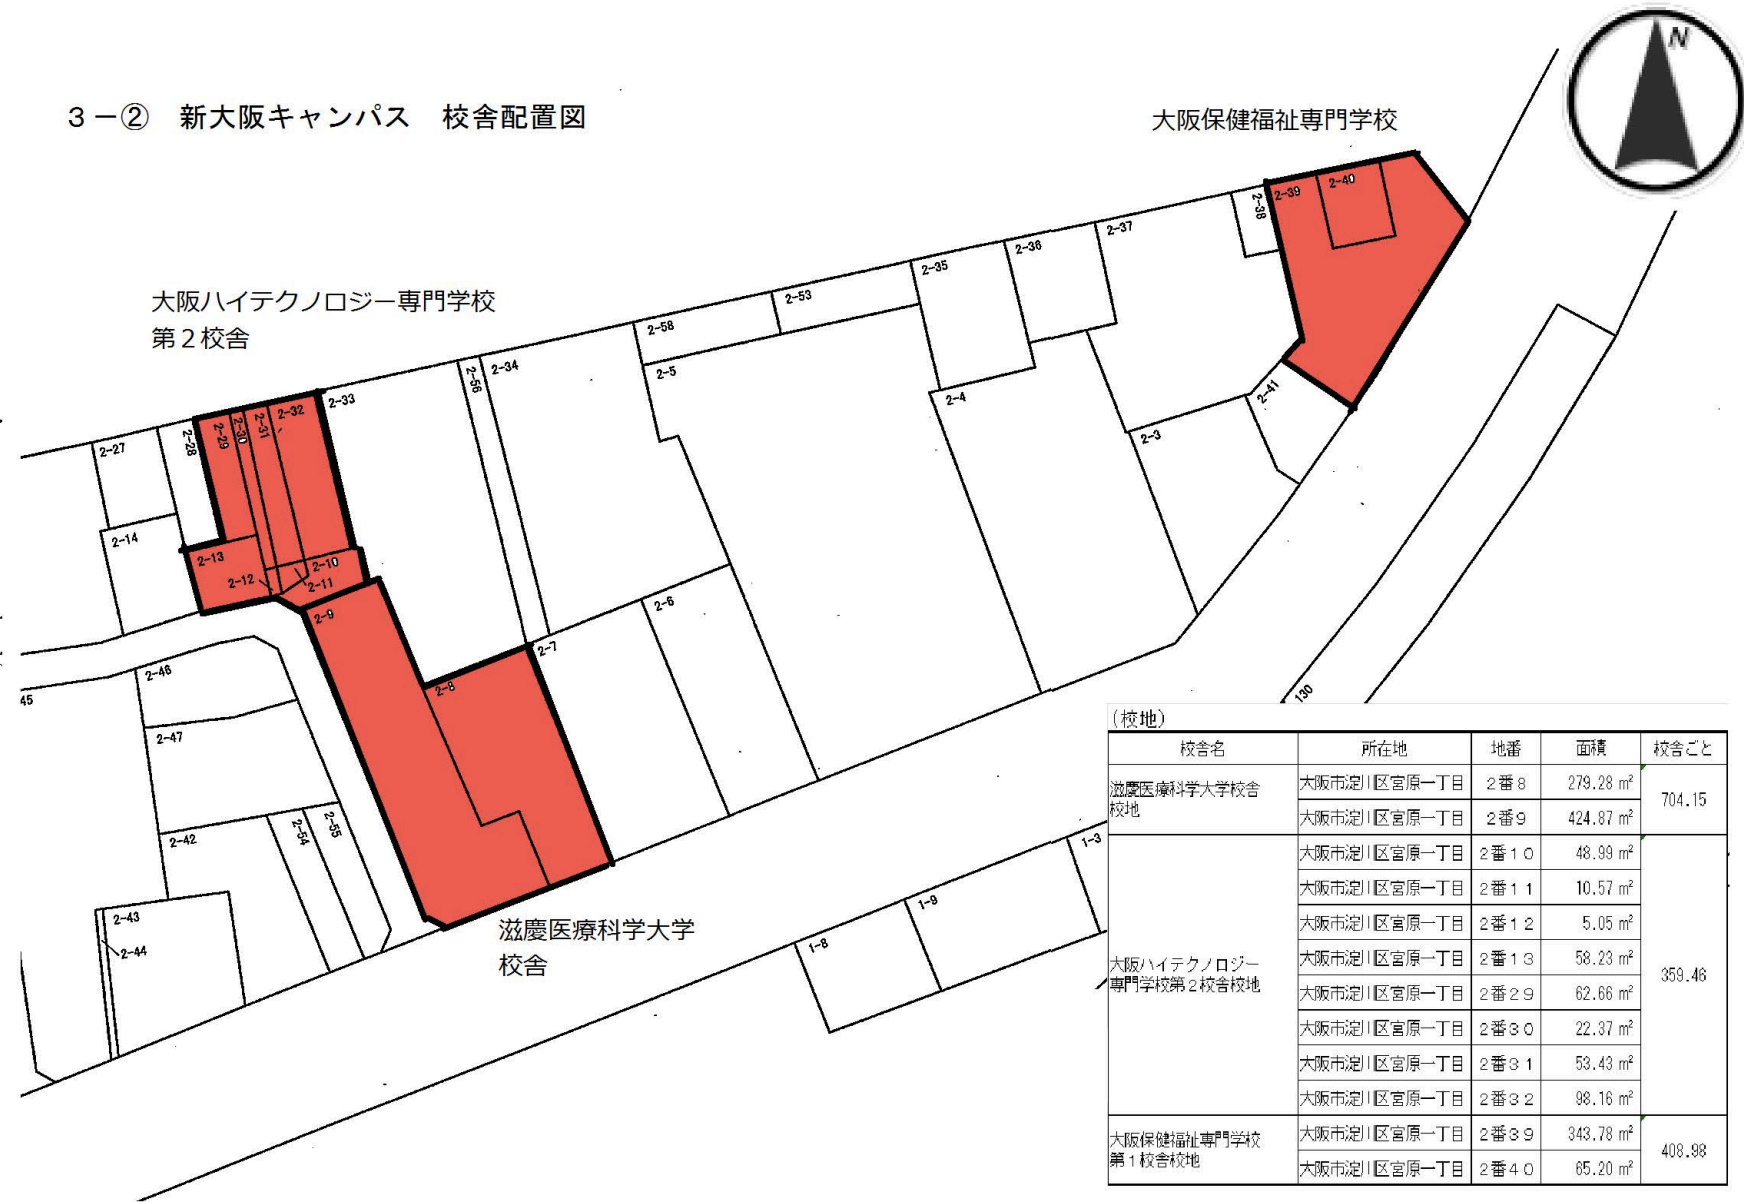 N
3-② 新大阪キャンパス 校舎配置図
大阪保健福祉専門学校
大阪ハイテクノロジー専門学校
第２校舎
2-39
2-40
2-38
2-37
2-36
2-35
2-53
2-58
2-5
2-34
2-56
2-33
2-32
2-31
2-30
2-29
2-28
2-27
2-14
2-13
2-12
2-11
2-10
2-9
2-8
2-7
2-6
2-4
2-3
2-41
2-46
45
2-47
2-42
2-54
2-55
2-43
2-44
130
1-3
1-9
1-8
滋慶医療科学大学
校舎
(校地)
校舎名 所在地 地番 面積 校舎ごと
滋慶医療科学大学校舎
校地
大阪市淀川区宮原一丁目 2番8 279.28 ㎡ 704.15
大阪市淀川区宮原一丁目 2番9 424.87 ㎡
大阪ハイテクノロジー
専門学校第２校舎校地
大阪市淀川区宮原一丁目 2番10 48.99 ㎡ 359.46
大阪市淀川区宮原一丁目 2番11 10.57 ㎡
大阪市淀川区宮原一丁目 2番12 5.05 ㎡
大阪市淀川区宮原一丁目 2番13 58.23 ㎡
大阪市淀川区宮原一丁目 2番29 62.66 ㎡
大阪市淀川区宮原一丁目 2番30 22.37 ㎡
大阪市淀川区宮原一丁目 2番31 53.43 ㎡
大阪市淀川区宮原一丁目 2番32 98.16 ㎡
大阪保健福祉専門学校
第１校舎校地
大阪市淀川区宮原一丁目 2番39 343.78 ㎡ 408.98
大阪市淀川区宮原一丁目 2番40 65.20 ㎡